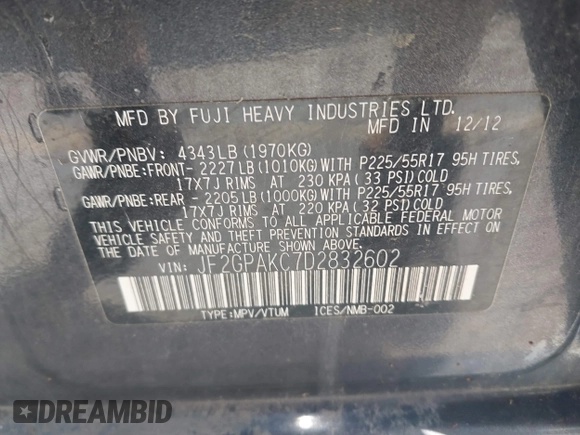 MFD BY FUJI HEAVY INDUSTRIES LTD.
MFD IN 12/12
GVWR/PNBV: 4343LB (1970KG)
GAWR/PNBE:FRONT- 2227LB (1010KG) WITH P225/55R17 95H TIRES,
17X7J RIMS AT 230 KPA ( 33 PSI) COLD
GAWR/PNBE:REAR - 2205LB (1000KG) WITH P225/55R17 95H TIRES,
17X7J RIMS AT 220 KPA ( 32 PSI) COLD
THIS VEHICLE CONFORMS TO ALL APPLICABLE FEDERAL MOTOR
VEHICLE SAFETY AND THEFT PREVENTION STANDARDS IN EFFECT ON
THE DATE OF MANUFACTURE SHOWN ABOVE.
VIN: JF2GPAKC7D2832602
TYPE:MPV/VTUM ICES/NMB-002
DREAMBID